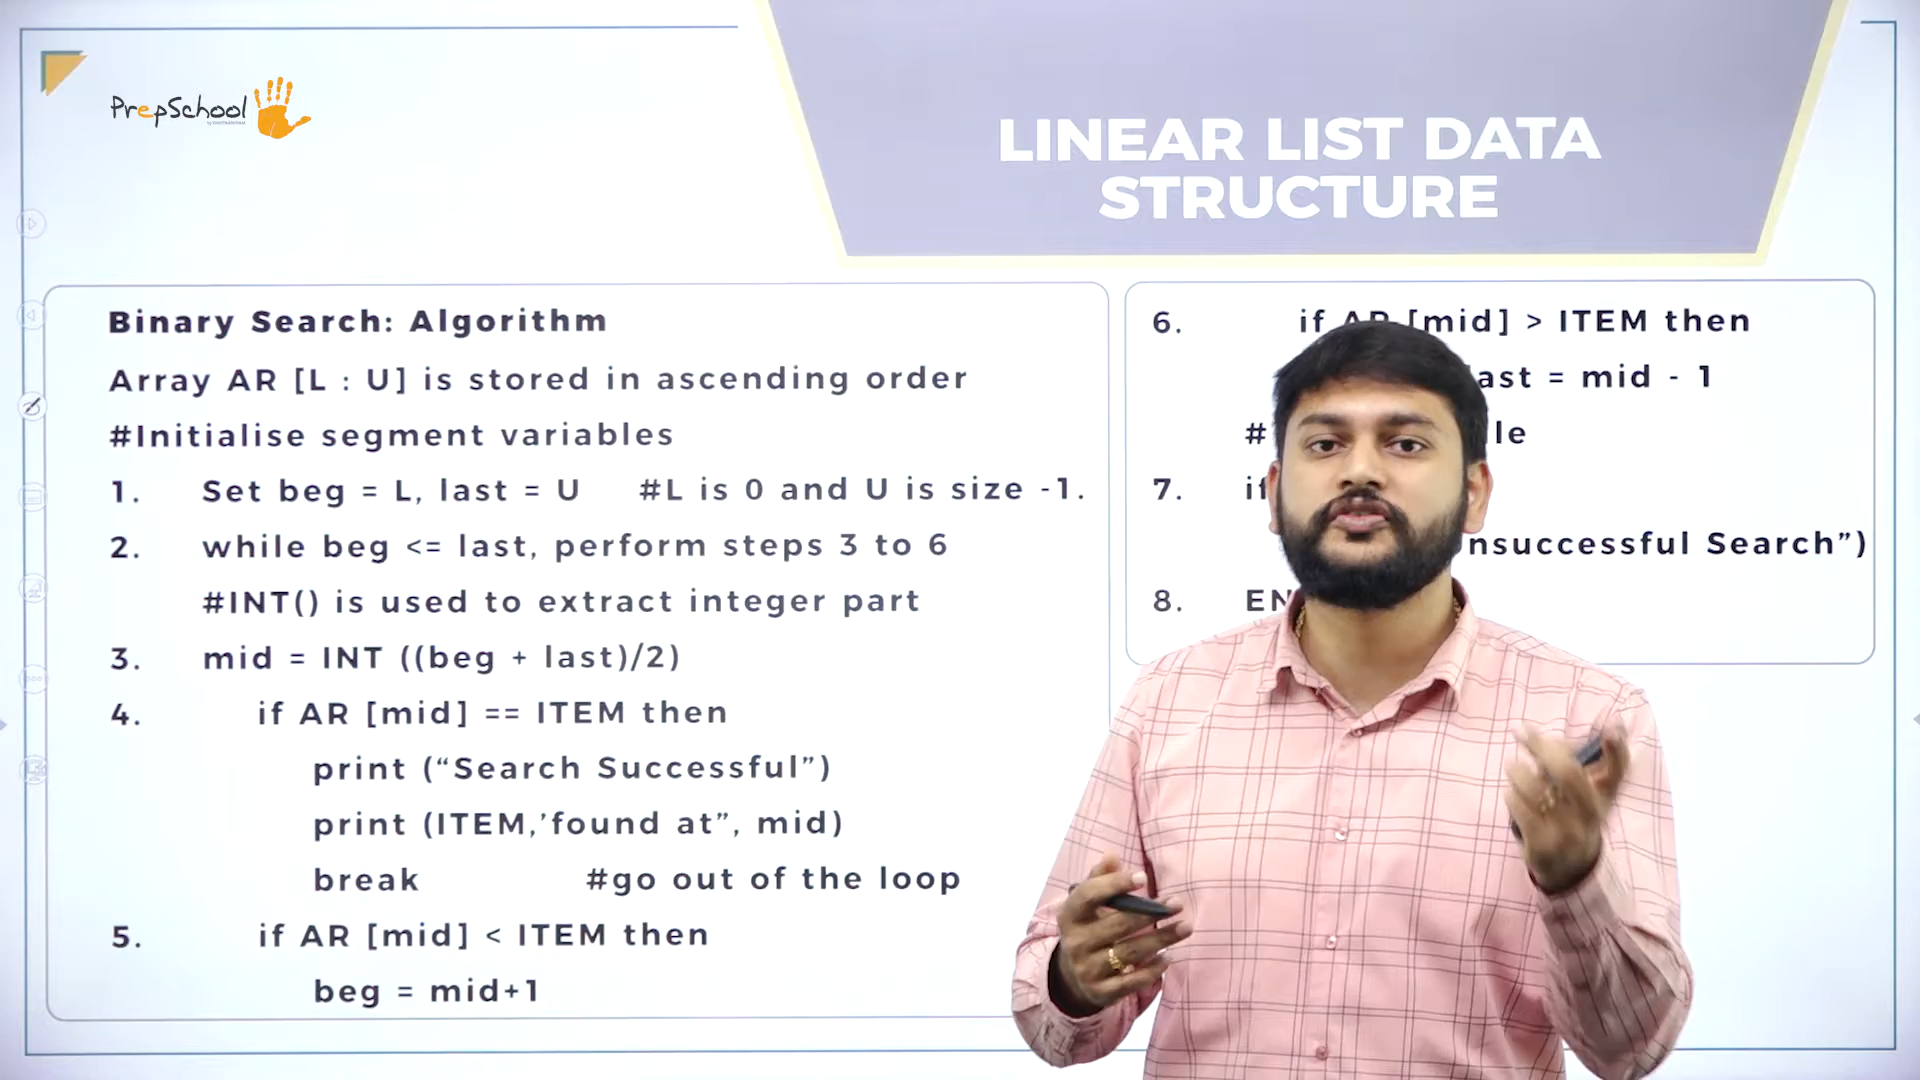 PrepSchool
LINEAR LIST DATA
STRUCTURE
Binary Search: Algorithm
Array AR [L : U] is stored in ascending order
#Initialise segment variables
1. Set beg = L, last = U #L is 0 and U is size -1.
2. while beg <= last, perform steps 3 to 6
#INT() is used to extract integer part
3. mid = INT ((beg + last)/2)
4. if AR [mid] == ITEM then
print (“Search Successful”)
print (ITEM,’found at”, mid)
break #go out of the loop
5. if AR [mid] < ITEM then
beg = mid+1
6. if AR [mid] > ITEM then
last = mid - 1
#
7.
Search”)
8.